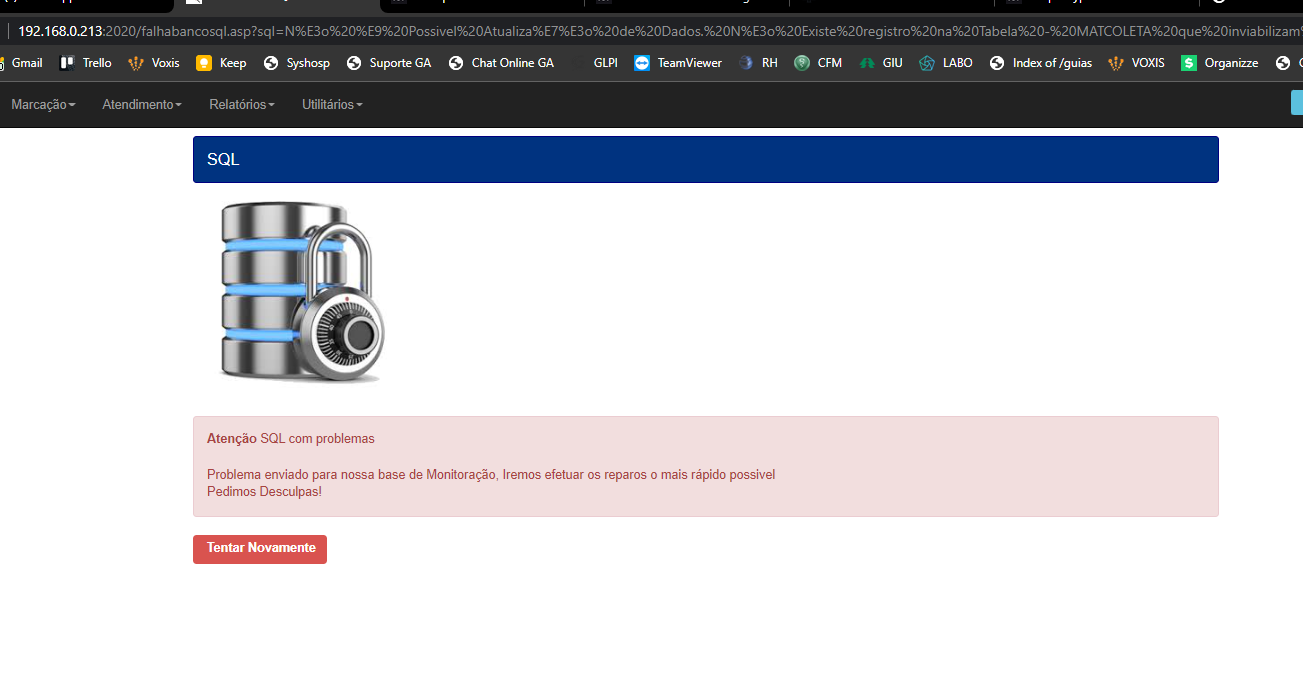 192.168.0.213:2020/falhabancosql.asp?sql=N%E3o%20%E9%20Possivel%20Atualiza%E7%E3o%20de%20Dados.%20N%E3o%20Existe%20registro%20na%20Tabela%20-%20MATCOLETA%20que%20inviabilizam%
Gmail Trello Voxis Keep Syshosp Suporte GA Chat Online GA GLPI TeamViewer RH CFM GIU LABO Index of /guias VOXIS Organizze
Marcação Atendimento Relatórios Utilitários
SQL
Atenção SQL com problemas
Problema enviado para nossa base de Monitoração, Iremos efetuar os reparos o mais rápido possivel
Pedimos Desculpas!
Tentar Novamente